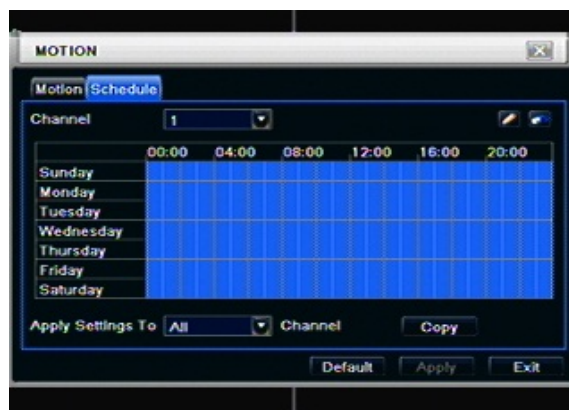 MOTION
Motion Schedule
Channel 1
00:00 04:00 08:00 12:00 16:00 20:00
Sunday
Monday
Tuesday
Wednesday
Thursday
Friday
Saturday
Apply Settings To All Channel Copy
Default Apply Exit